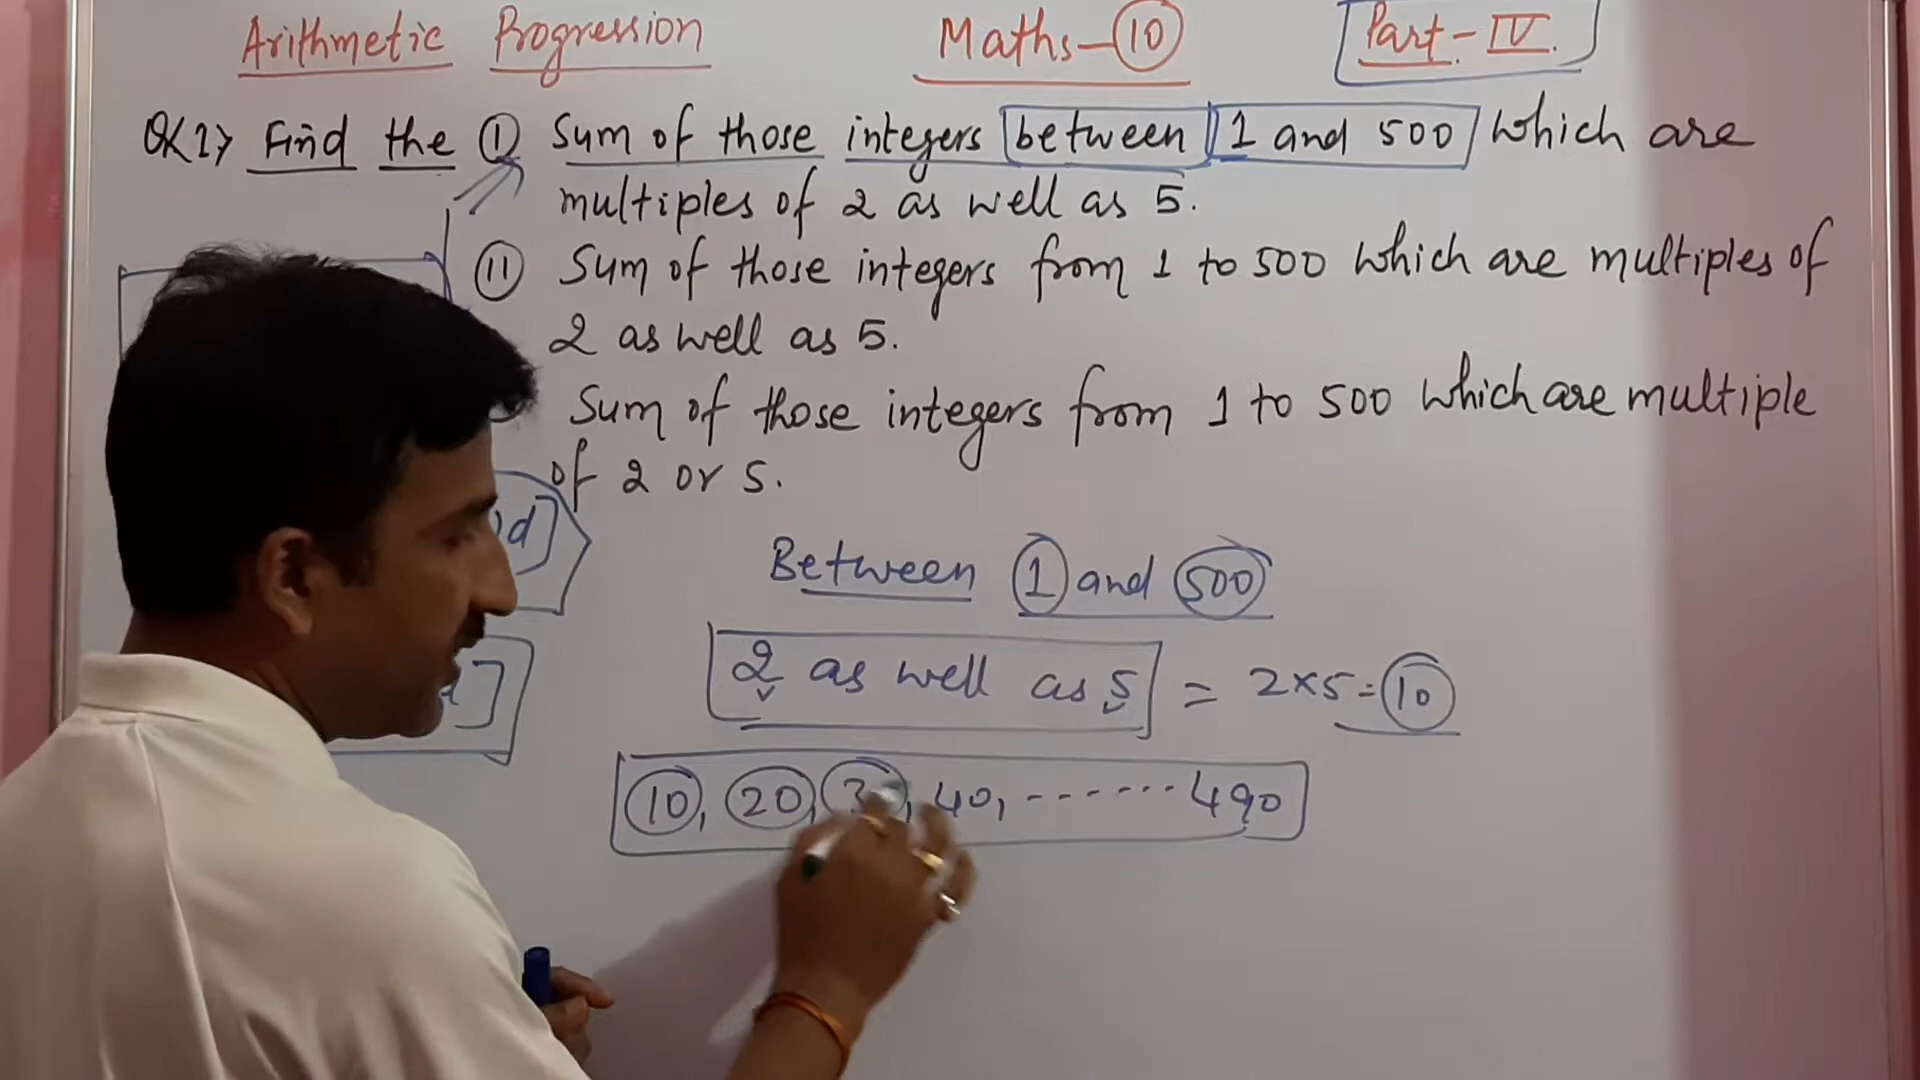 Arithmetic Progression Maths-10 Part-IV.
Q<1> Find the (i) Sum of those integers between 1 and 500 which are
multiples of 2 as well as 5.
(ii) Sum of those integers from 1 to 500 which are multiples of
2 as well as 5.
Sum of those integers from 1 to 500 which are multiple
of 2 or 5.
d]
Between 1 and 500
2 as well as 5 = 2×5=10
]
10, 20, 30, 40, ------- 490